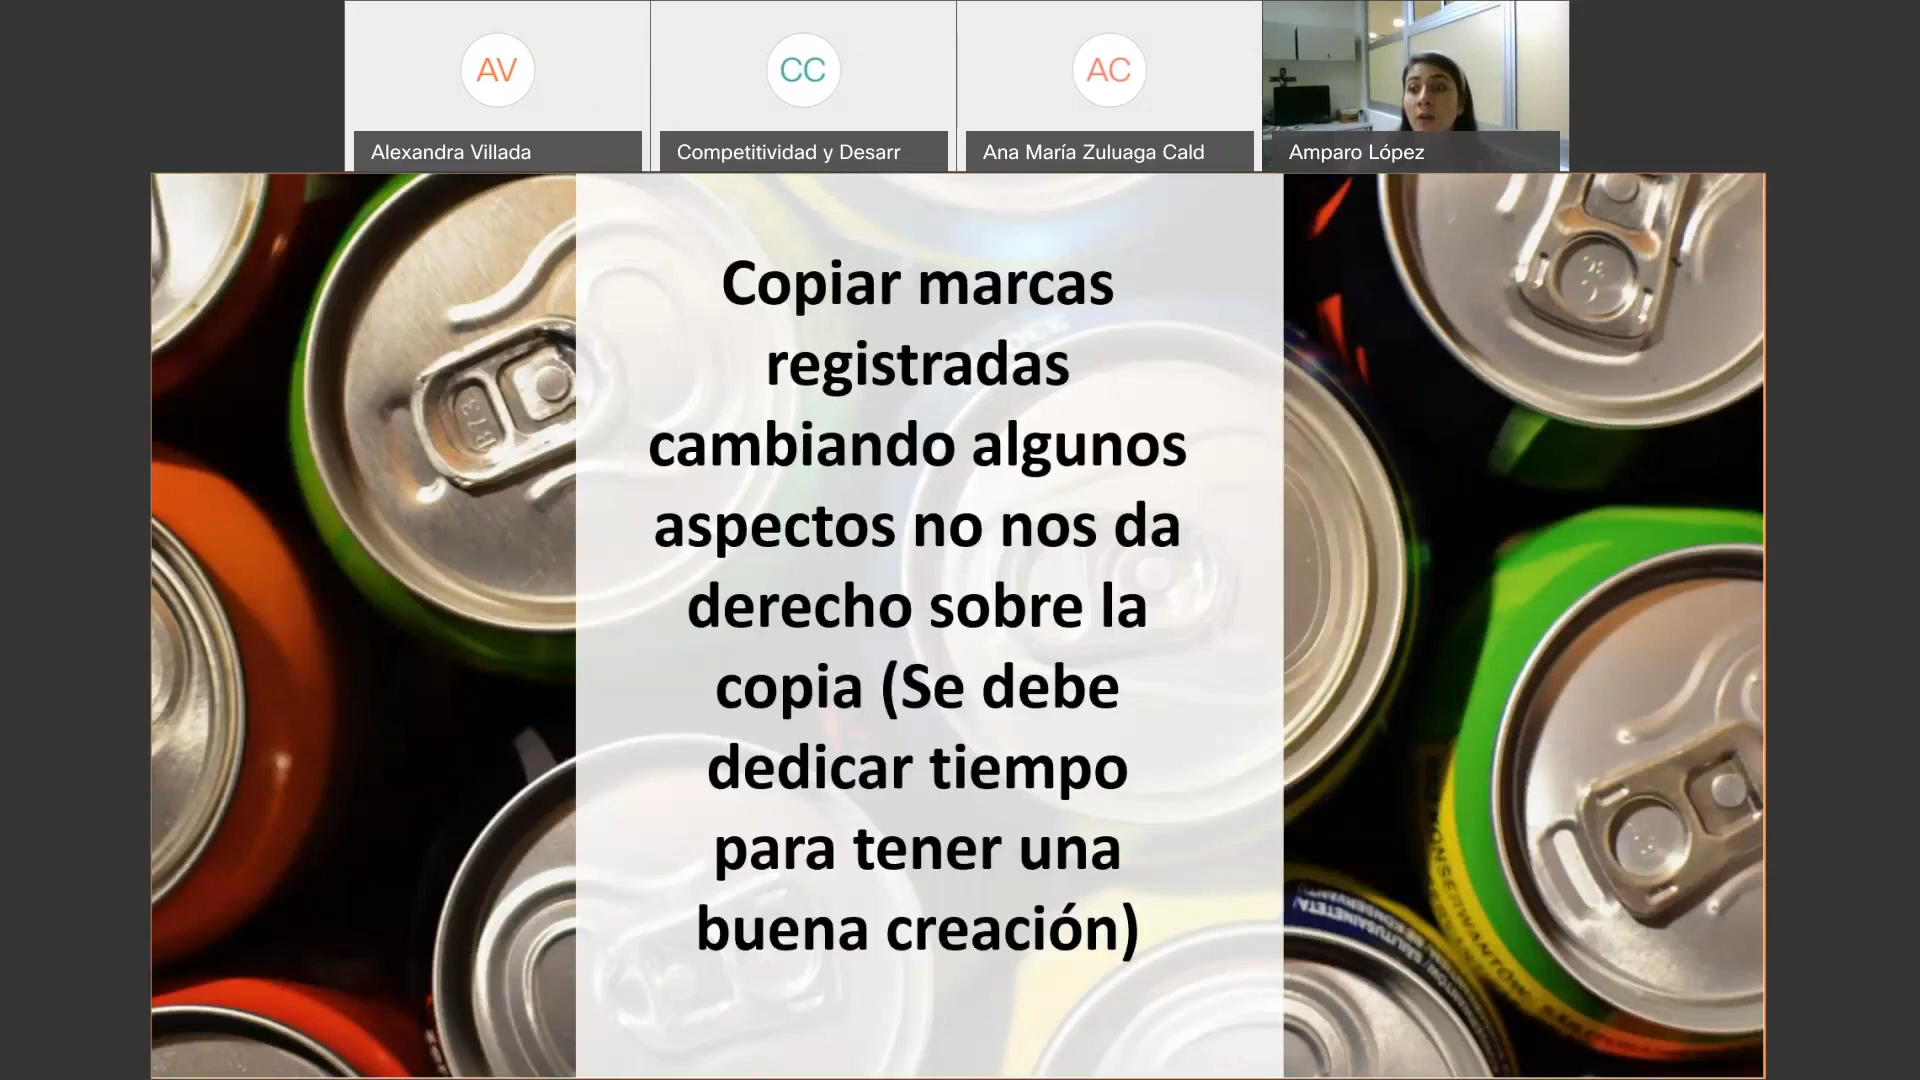 AV
CC
AC
Alexandra Villada
Competitividad y Desarr
Ana María Zuluaga Cald
Amparo López
Copiar marcas
registradas
cambiando algunos
aspectos no nos da
derecho sobre la
copia (Se debe
dedicar tiempo
para tener una
buena creación)